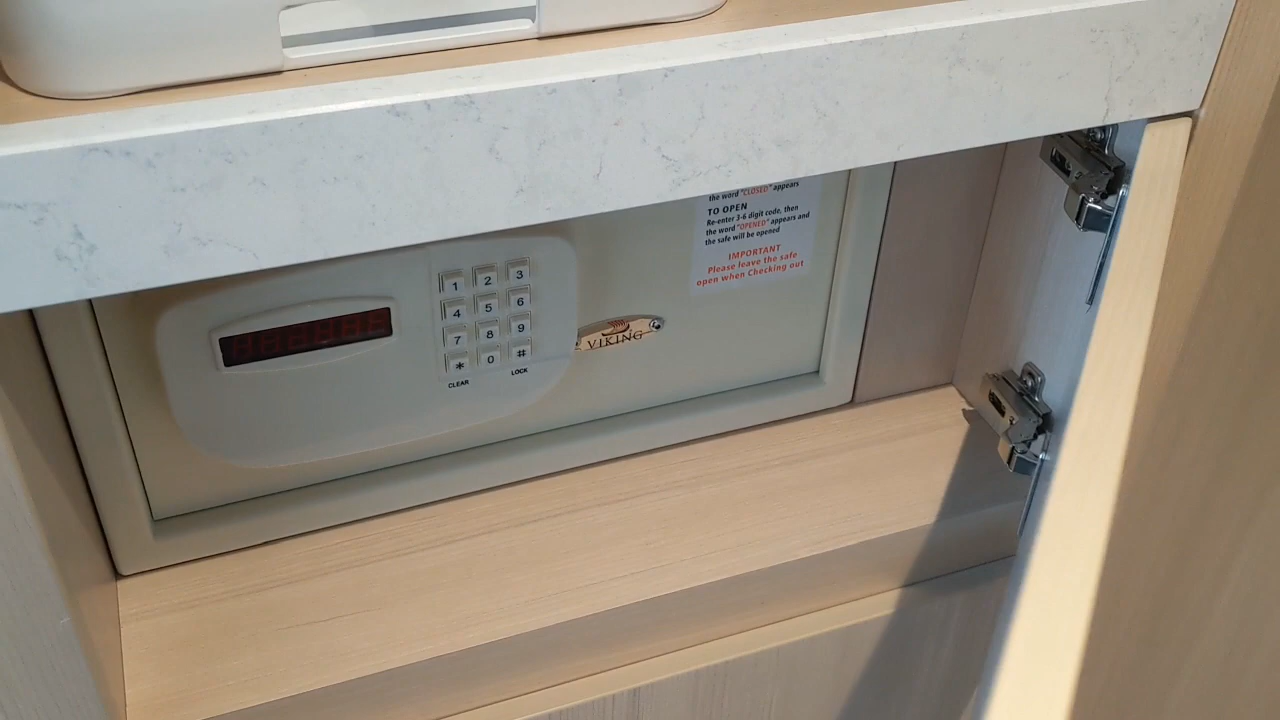 1 2 3
4 5 6
7 8 9
* 0 #
CLEAR LOCK
VIKING
the word "CLOSED" appears
TO OPEN
Re-enter 3-6 digit code, then
the word "OPENED" appears and
the safe will be opened
IMPORTANT
Please leave the safe
open when Checking out